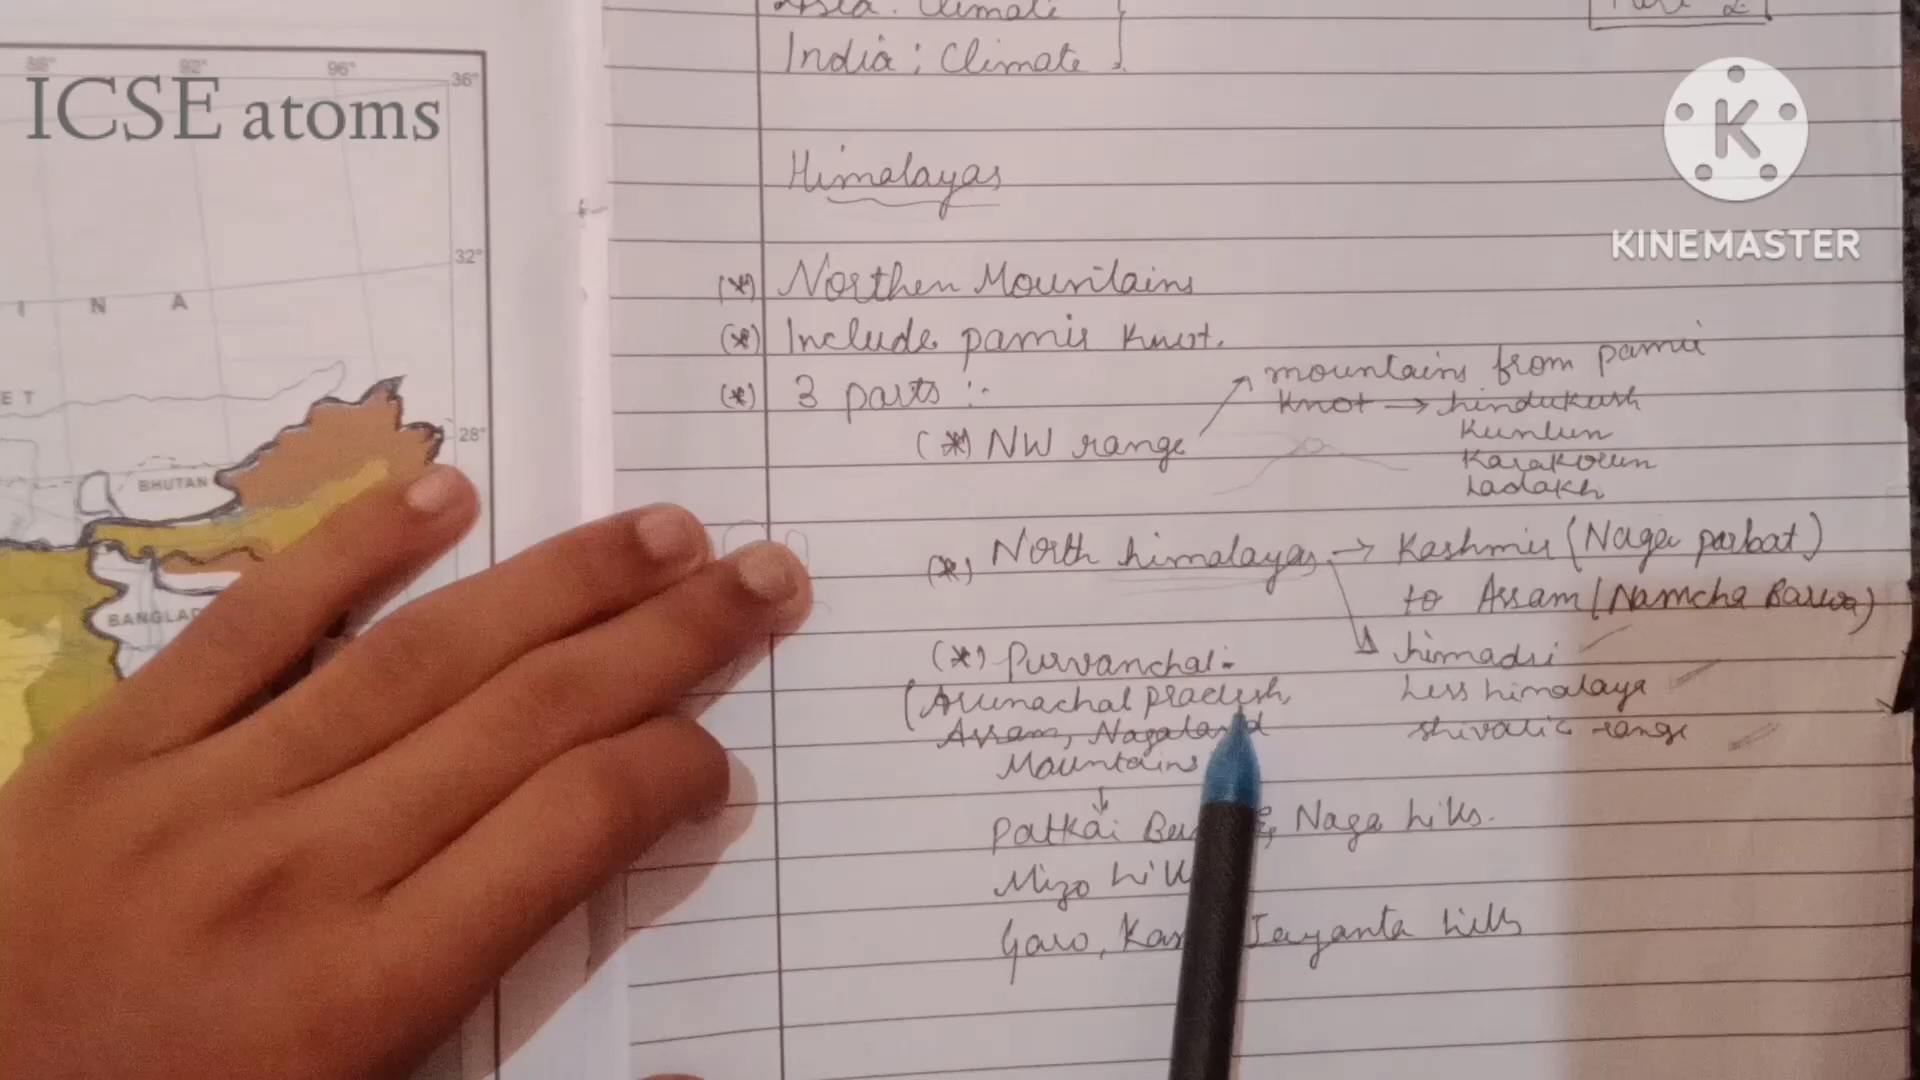 88° 92° 96° 36°
ICSE atoms
32°
I N A
E T
28°
BHUTAN
India : Climate
KINEMASTER
Himalayas
(*) Northen Mountains
(*) Include pamir Knot.
(*) 3 parts :-
(*) NW range
mountains from pamir
Knot → hindukush
Kunlun
Karakorum
Ladakh
(*) North himalayas → Kashmir (Naga parbat)
to Assam (Namcha Barwa)
himadri
Less himalaya
shivalic range
(*) Purvanchal :-
(Arunachal pradesh,
Assam, Nagaland
Mountains
Patkai Naga hills.
Mizo hill
Garo, Jayanta hills